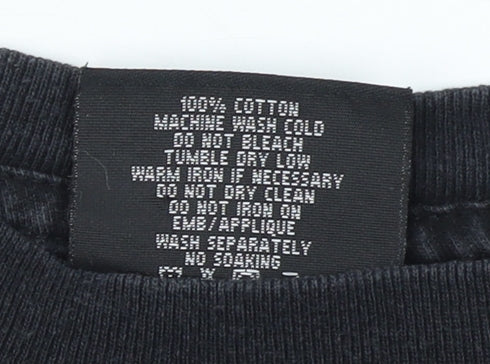 100% COTTON
MACHINE WASH COLD
DO NOT BLEACH
TUMBLE DRY LOW
WARM IRON IF NECESSARY
DO NOT DRY CLEAN
DO NOT IRON ON
EMB/APPLIQUE
WASH SEPARATELY
NO SOAKING